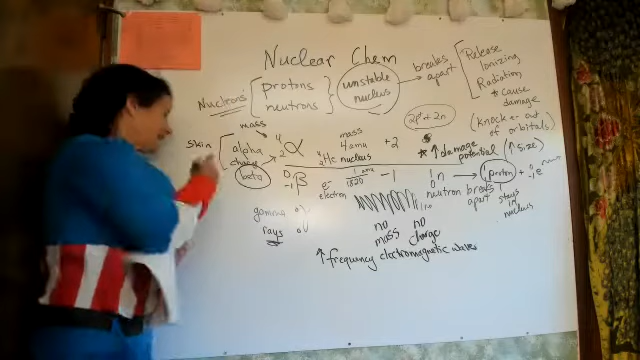 Nuclear Chem
Nucleons [ protons
neutrons ]
unstable
nucleus
breaks
apart
[ Release
Ionizing
Radiation
* cause
damage
(knock e- out
of orbitals)
mass
skin
alpha
charge
4
2 α
4
2 He
mass
4 amu
nucleus
+2
2p + 2n
* ↑ damage
potential
(↑ size)
beta
0
-1 β
e-
electron
-1
1
0 n
neutron breaks
apart
1 proton
+ 0
-1 e
stays
in
nucleus
gamma
rays
0
0 γ
no
mass
no
charge
↑ frequency electromagnetic waves